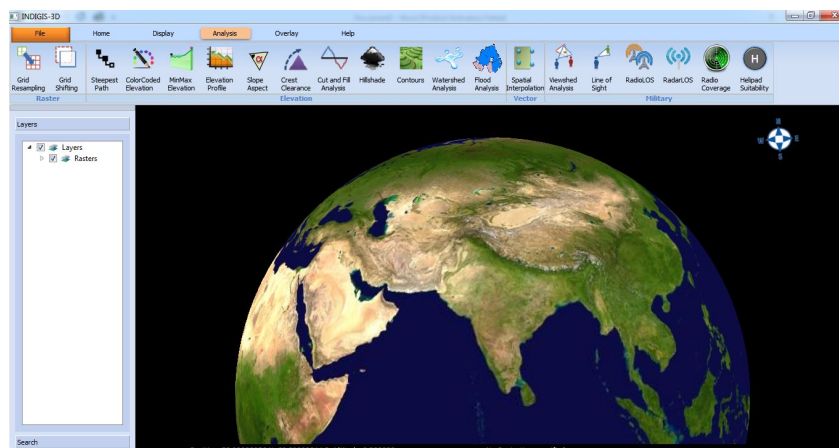 INDIGIS-3D
File Home Display Analysis Overlay Help
Grid Resampling
Grid Shifting
Steepest Path
ColorCoded Elevation
MinMax Elevation
Elevation Profile
Slope Aspect
Crest Clearance
Cut and Fill Analysis
Hillshade
Contours
Watershed Analysis
Flood Analysis
Spatial Interpolation
Viewshed Analysis
Line of Sight
RadioLOS
RadarLOS
Radio Coverage
H
Helipad Suitability
Raster Elevation Vector Military
Layers
Layers
Rasters
N
W E
S
Search